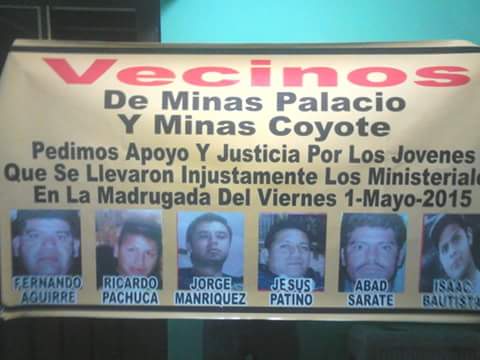 Vecinos
De Minas Palacio
Y Minas Coyote
Pedimos Apoyo Y Justicia Por Los Jovenes
Que Se Llevaron Injustamente Los Ministeriale
En La Madrugada Del Viernes 1-Mayo-2015
FERNANDO AGUIRRE
RICARDO PACHUCA
JORGE MANRIQUEZ
JESUS PATIÑO
ABAD SARATE
ISAAC BAUTISTA